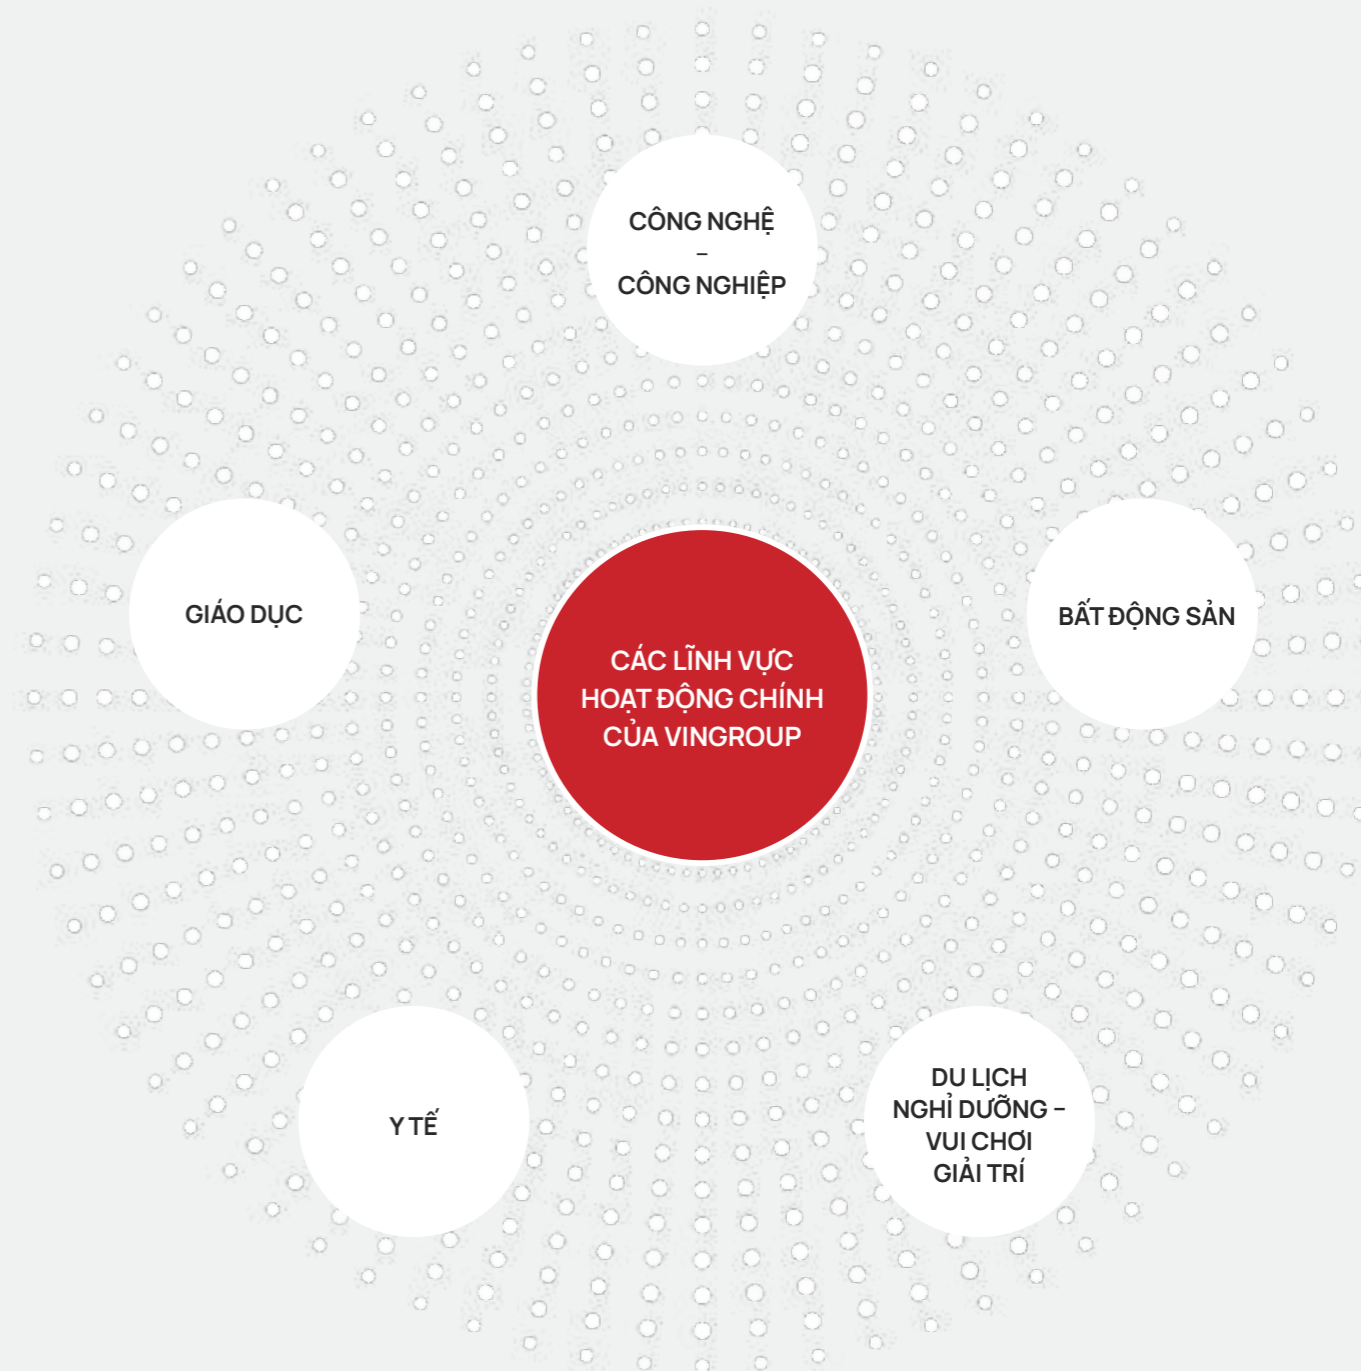 CÔNG NGHỆ
–
CÔNG NGHIỆP
GIÁO DỤC
BẤT ĐỘNG SẢN
CÁC LĨNH VỰC
HOẠT ĐỘNG CHÍNH
CỦA VINGROUP
Y TẾ
DU LỊCH
NGHỈ DƯỠNG –
VUI CHƠI
GIẢI TRÍ